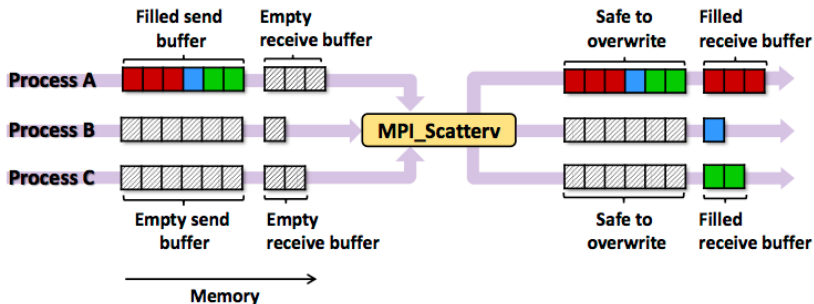 Filled send
buffer
Empty
receive buffer
Safe to
overwrite
Filled
receive buffer
Process A
Process B
MPI_Scatterv
Process C
Empty send
buffer
Empty
receive buffer
Safe to
overwrite
Filled
receive buffer
Memory